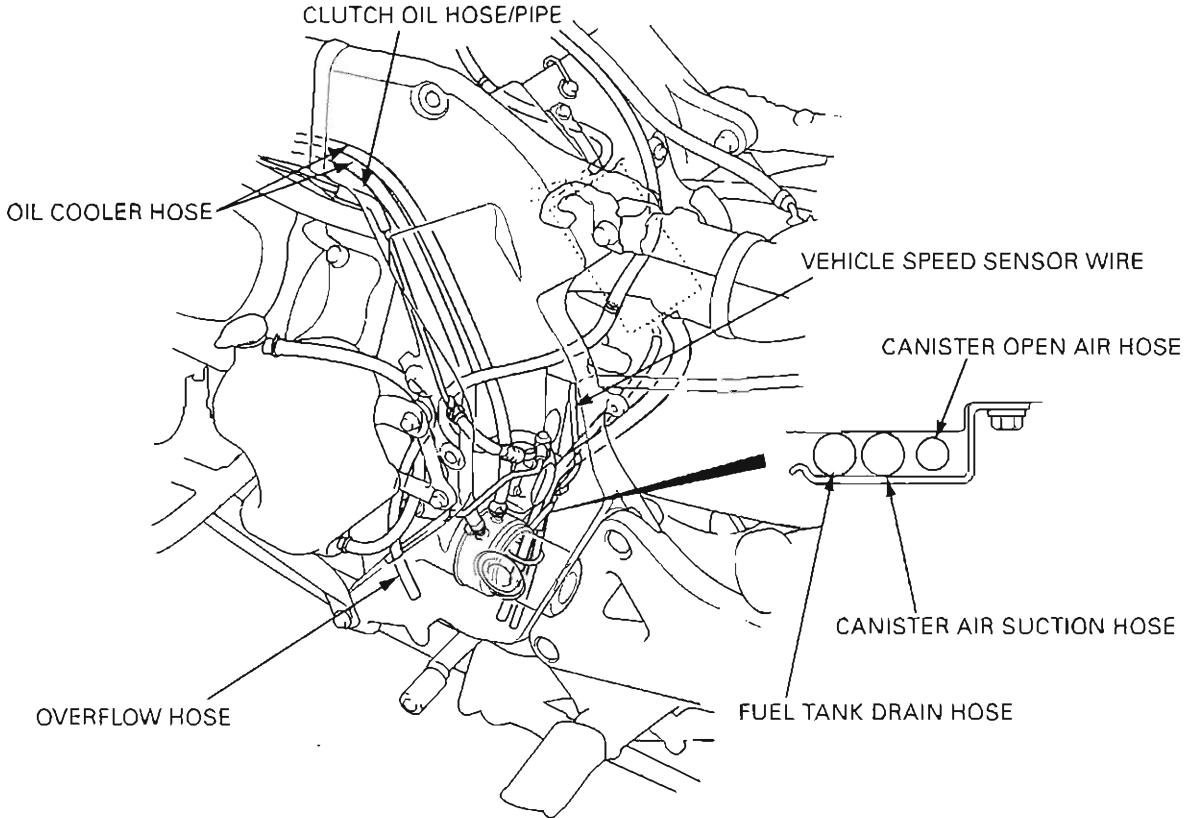 CLUTCH OIL HOSE/PIPE
OIL COOLER HOSE
VEHICLE SPEED SENSOR WIRE
CANISTER OPEN AIR HOSE
CANISTER AIR SUCTION HOSE
OVERFLOW HOSE
FUEL TANK DRAIN HOSE